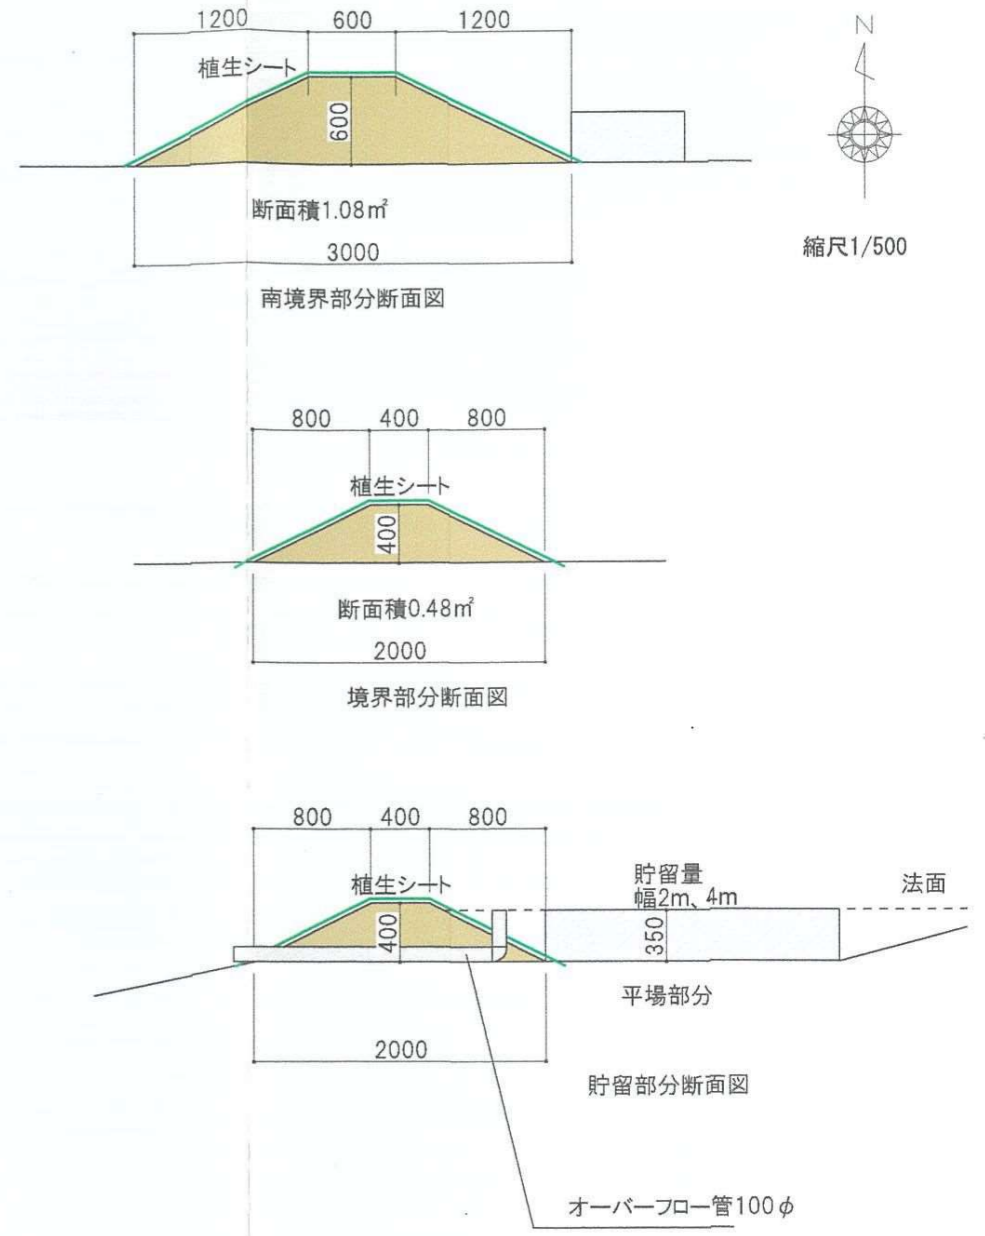 1200 600 1200
N
植生シート
600
断面積1.08㎡
3000
縮尺1/500
南境界部分断面図
800 400 800
植生シート
400
断面積0.48㎡
2000
境界部分断面図
800 400 800
植生シート
貯留量
幅2m、4m
法面
400
350
平場部分
2000
貯留部分断面図
オーバーフロー管100φ